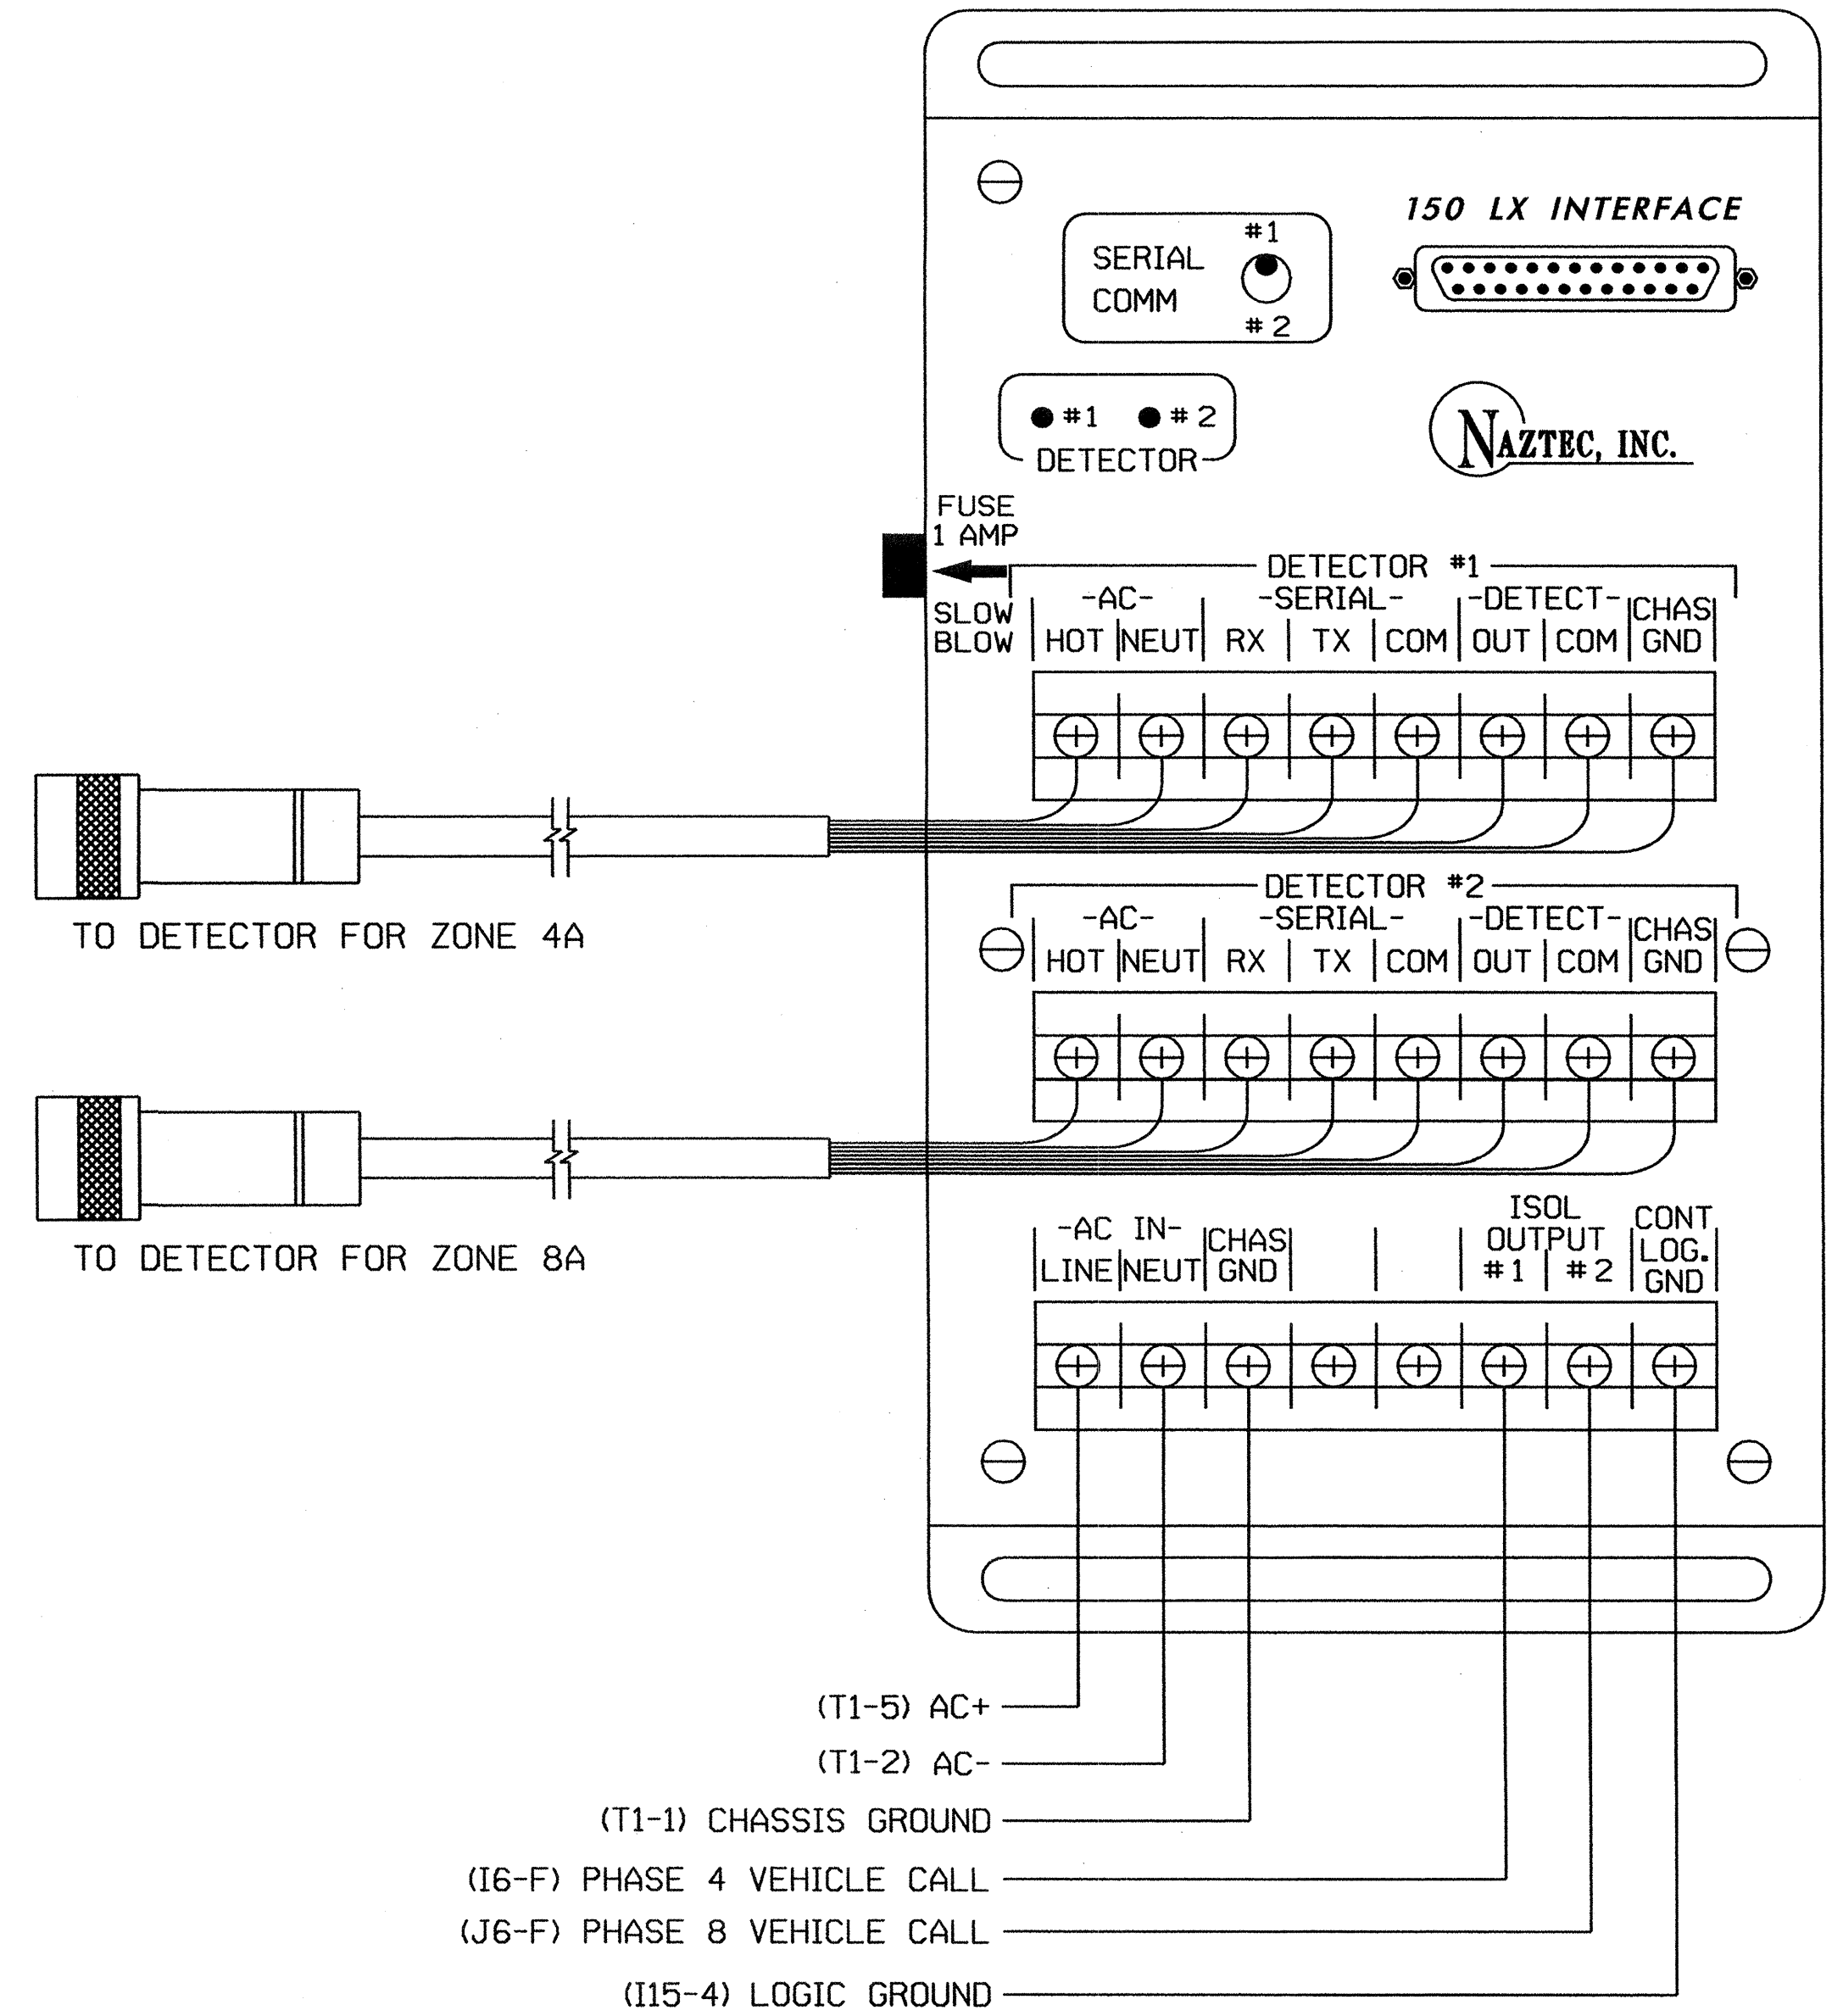 150 LX INTERFACE
#1
SERIAL
COMM
#2
#1 #2
DETECTOR
NAZTEC, INC.
FUSE
1 AMP
SLOW
BLOW
DETECTOR #1
-AC- -SERIAL- -DETECT- CHAS
HOT NEUT RX TX COM OUT COM GND
TO DETECTOR FOR ZONE 4A
DETECTOR #2
-AC- -SERIAL- -DETECT- CHAS
HOT NEUT RX TX COM OUT COM GND
TO DETECTOR FOR ZONE 8A
-AC IN- CHAS ISOL CONT
OUTPUT LOG.
LINE NEUT GND #1 #2 GND
(T1-5) AC+
(T1-2) AC-
(T1-1) CHASSIS GROUND
(I6-F) PHASE 4 VEHICLE CALL
(J6-F) PHASE 8 VEHICLE CALL
(I15-4) LOGIC GROUND